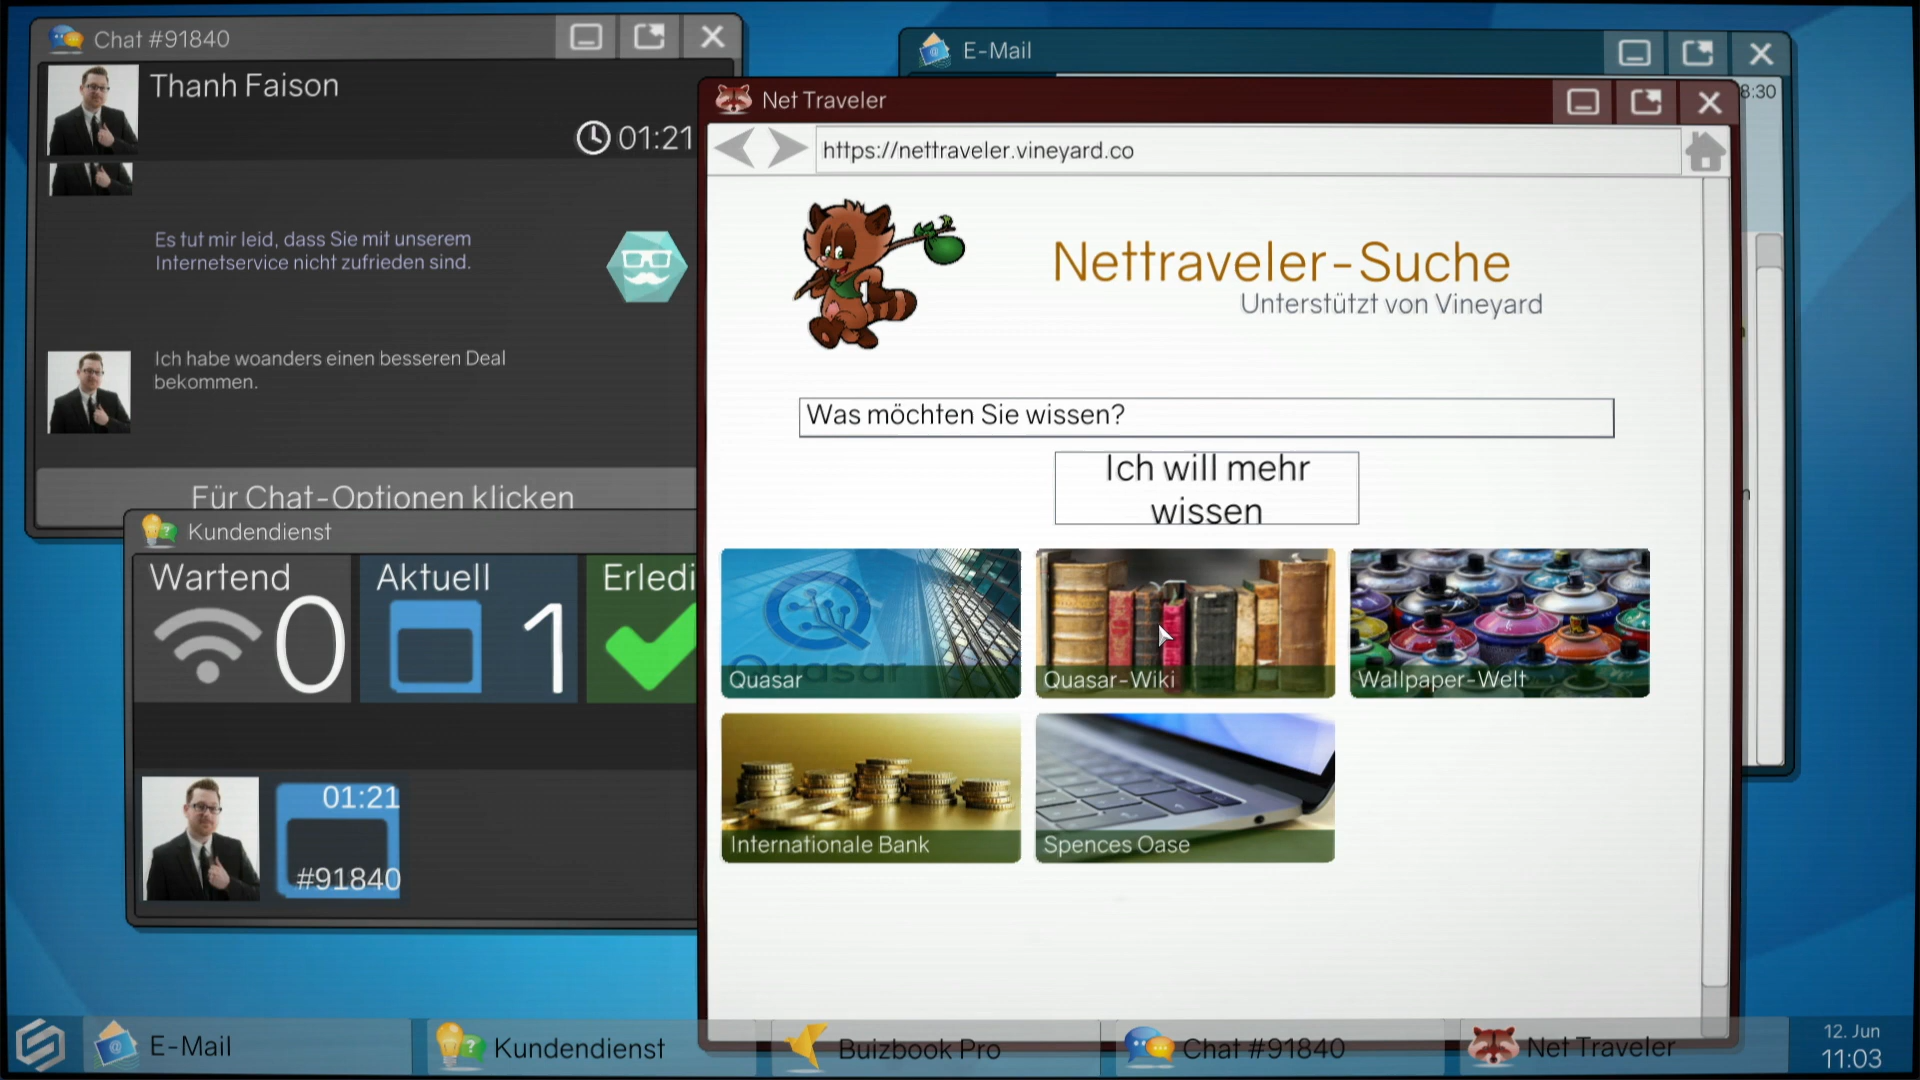 Chat #91840
Thanh Faison
01:21
Es tut mir leid, dass Sie mit unserem
Internetservice nicht zufrieden sind.
Ich habe woanders einen besseren Deal
bekommen.
Für Chat-Optionen klicken
Kundendienst
Wartend
0
Aktuell
1
Erledi
01:21
#91840
E-Mail
8:30
Net Traveler
https://nettraveler.vineyard.co
Nettraveler-Suche
Unterstützt von Vineyard
Was möchten Sie wissen?
Ich will mehr
wissen
Quasar
Quasar
Quasar-Wiki
Wallpaper-Welt
Internationale Bank
Spences Oase
n
E-Mail
Kundendienst
Buizbook Pro
Chat #91840
Net Traveler
12. Jun
11:03